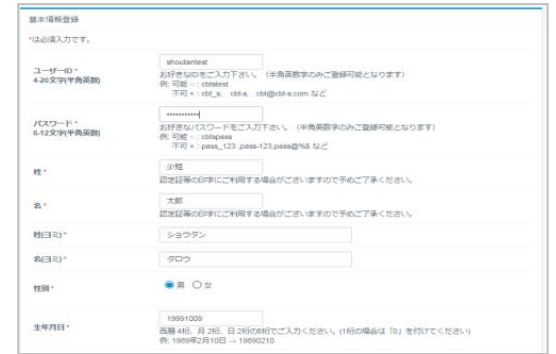 基本情報登録
*は必須入力です。
ユーザーID *
4-20文字(半角英数)
shoutantest
お好きなIDをご入力下さい。（半角英数字のみご登録可能となります）
例: 可能 ○ : cbttest
不可 × : cbt_s、 cbt-s、 cbt@cbt-s.com など
パスワード *
6-12文字(半角英数)
お好きなパスワードをご入力下さい。（半角英数字のみご登録可能となります）
例: 可能 ○ : cbtspass
不可 × : pass_123 ,pass-123,pass@%$ など
姓 *
少短
認定証等の印字にご利用する場合がございますので予めご了承ください。
名 *
太郎
認定証等の印字にご利用する場合がございますので予めご了承ください。
姓(ヨミ) *
ショウタン
名(ヨミ) *
タロウ
性別 *
男 女
生年月日 *
19991009
西暦 4桁、月 2桁、日 2桁の8桁でご入力ください。(1桁の場合は「0」を付けてください)
例: 1989年2月10日 → 19890210